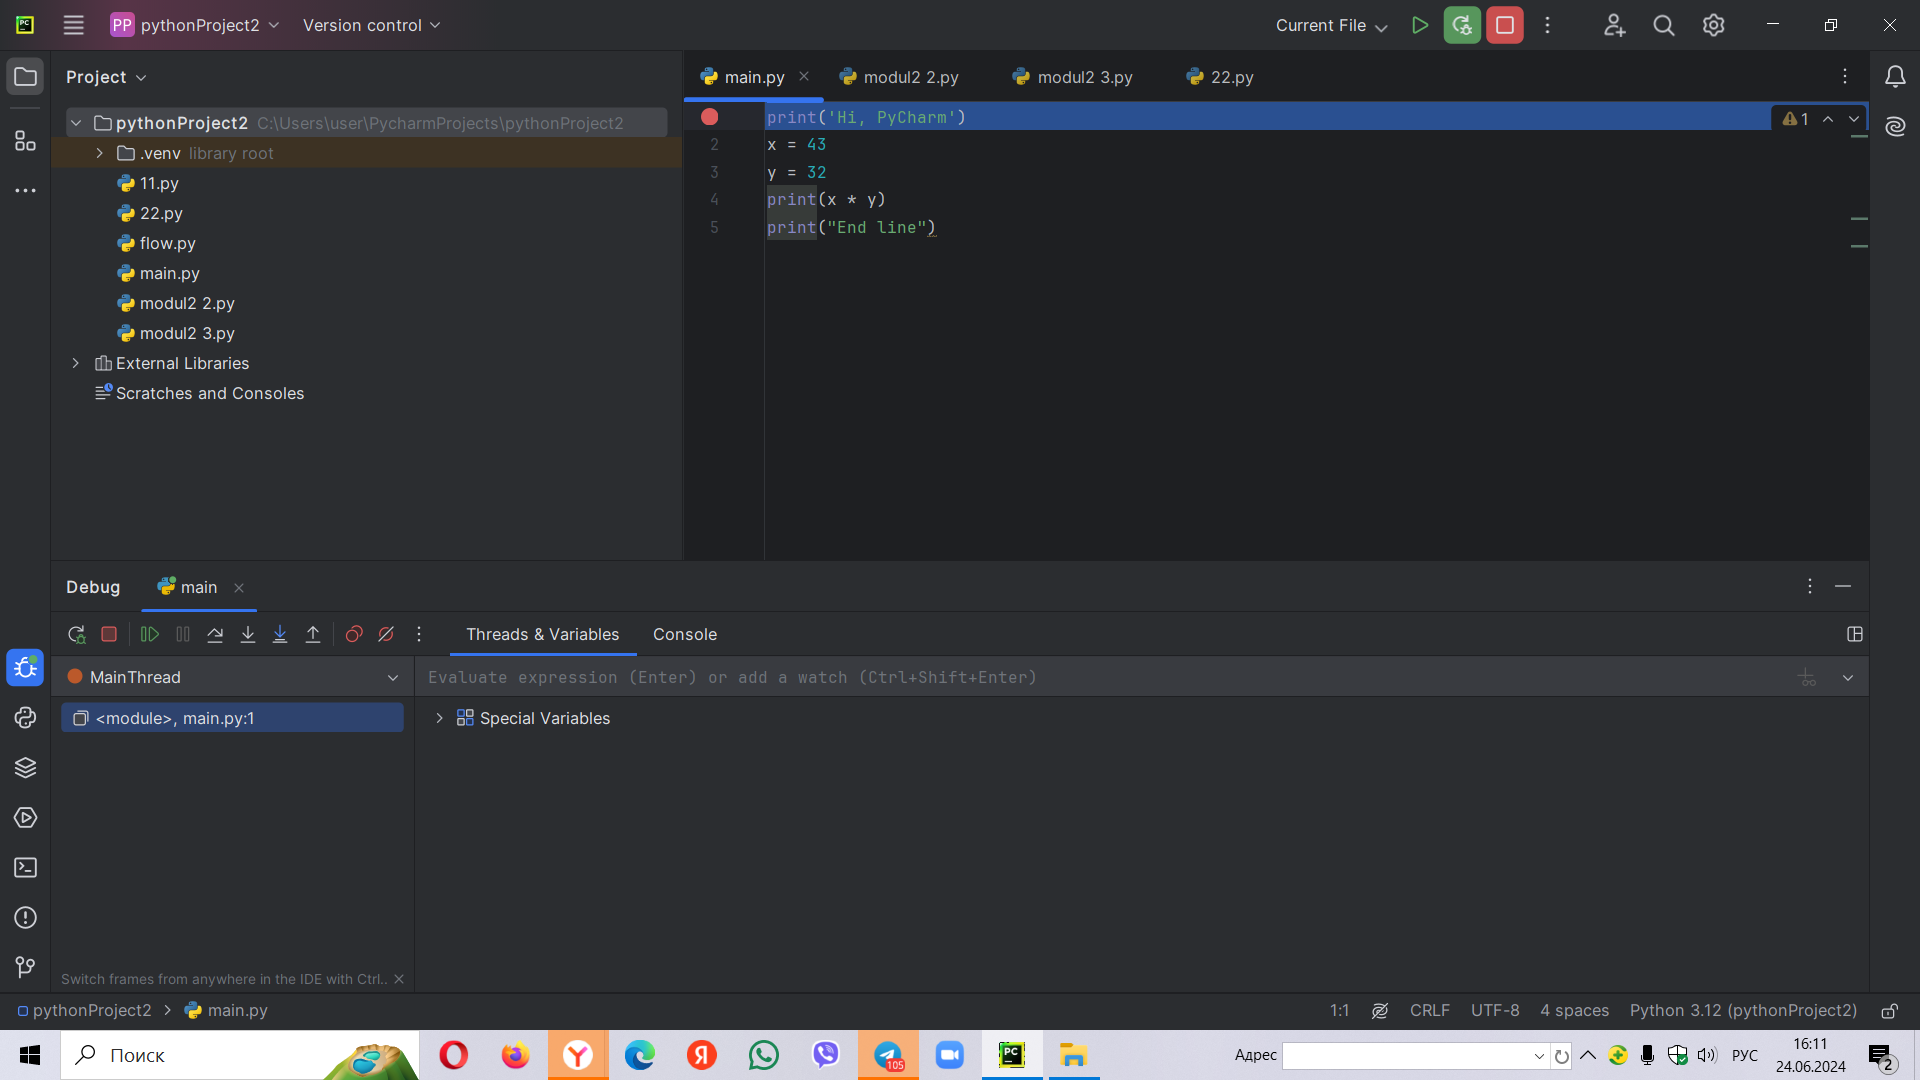 PC
PP pythonProject2
Version control
Current File
Project
pythonProject2 C:\Users\user\PycharmProjects\pythonProject2
.venv library root
11.py
22.py
flow.py
main.py
modul2 2.py
modul2 3.py
External Libraries
Scratches and Consoles
main.py
modul2 2.py
modul2 3.py
22.py
print('Hi, PyCharm')
1
2 x = 43
3 y = 32
4 print(x * y)
5 print("End line")
Debug
main
Threads & Variables
Console
MainThread
Evaluate expression (Enter) or add a watch (Ctrl+Shift+Enter)
<module>, main.py:1
Special Variables
Switch frames from anywhere in the IDE with Ctrl..
pythonProject2 > main.py
1:1
CRLF
UTF-8
4 spaces
Python 3.12 (pythonProject2)
Поиск
Я
105
PC
Адрес
РУС
16:11
24.06.2024
2